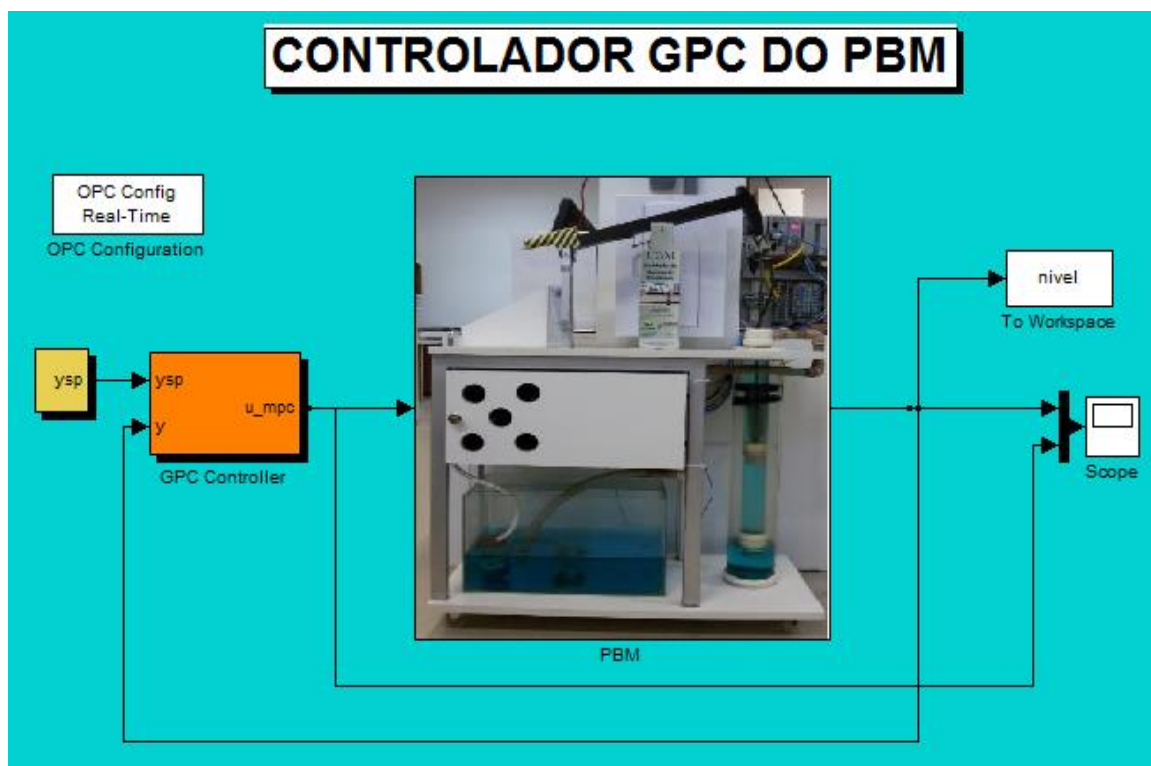 CONTROLADOR GPC DO PBM
OPC Config
Real-Time
OPC Configuration
ysp
ysp
y
u_mpc
GPC Controller
PBM
nivel
To Workspace
Scope